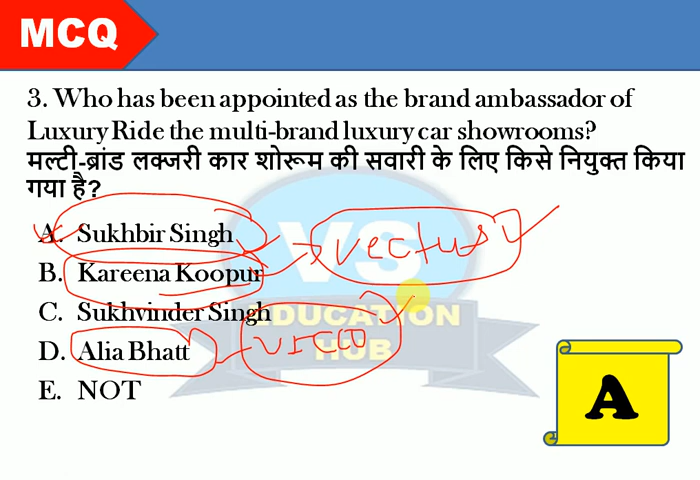 MCQ
3. Who has been appointed as the brand ambassador of
Luxury Ride the multi-brand luxury car showrooms?
मल्टी-ब्रांड लक्जरी कार शोरूम की सवारी के लिए किसे नियुक्त किया
गया है?
A. Sukhbir Singh
B. Kareena Koopur
vectus
C. Sukhvinder Singh
D. Alia Bhatt
VICCO
E. NOT
VS
EDUCATION
HUB
A